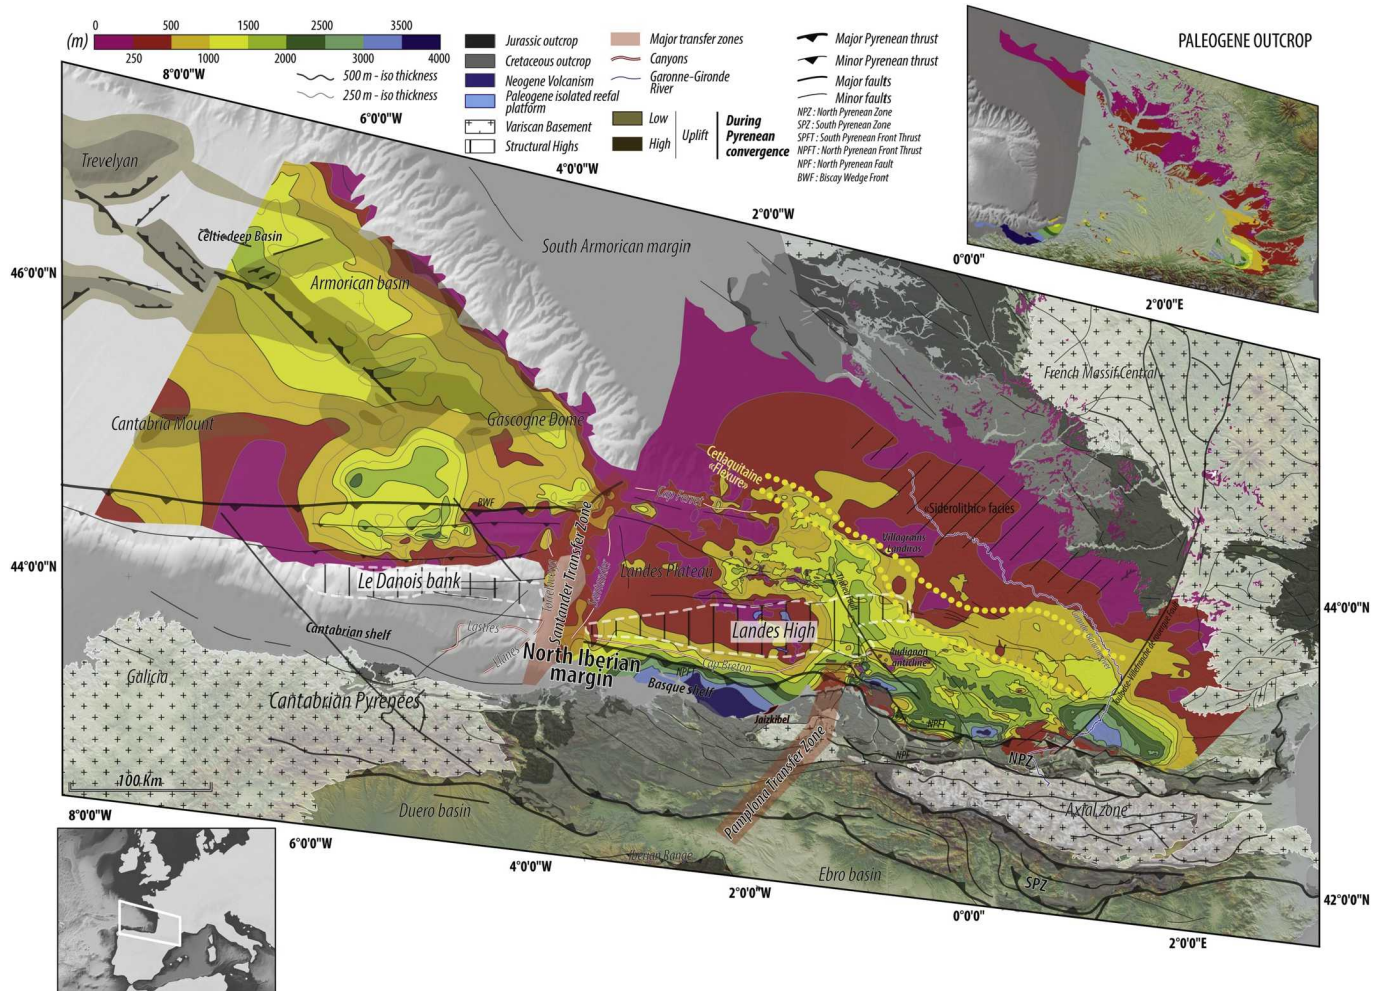 0 500 1500 2500 3500
(m)
250 1000 2000 3000 4000
500 m - iso thickness
250 m - iso thickness
Jurassic outcrop
Cretaceous outcrop
Neogene Volcanism
Paleogene isolated reefal
platform
Variscan Basement
Structural Highs
Major transfer zones
Canyons
Garonne-Gironde
River
Low
High
Uplift
During
Pyrenean
convergence
Major Pyrenean thrust
Minor Pyrenean thrust
Major faults
Minor faults
NPZ : North Pyrenean Zone
SPZ : South Pyrenean Zone
SPFT : South Pyrenean Front Thrust
NPFT : North Pyrenean Front Thrust
NPF : North Pyrenean Fault
BWF : Biscay Wedge Front
PALEOGENE OUTCROP
8°0'0"W
6°0'0"W
4°0'0"W
2°0'0"W
0°0'0"
2°0'0"E
46°0'0"N
44°0'0"N
Trevelyan
Celtic deep Basin
Armorican basin
South Armorican margin
French Massif Central
Cantabria Mount
Gascogne Dome
Celtaquitaine
«Flexure»
Cap Ferret
BWF
«Siderolithic» facies
Villagrains
Landiras
Le Danois bank
Santander Transfer Zone
Landes Plateau
Landes High
44°0'0"N
Cantabrian shelf
Lastres
Llanes
North Iberian
margin
NPFT
Cap Breton
Basque shelf
Audignon
anticline
Galicia
Cantabrian Pyrenees
Jaizkibel
NPFT
NPF
NPZ
Pamplona Transfer Zone
100 Km
Duero basin
Axial zone
Iberian Range
Ebro basin
SPZ
8°0'0"W
6°0'0"W
4°0'0"W
2°0'0"W
0°0'0"
2°0'0"E
42°0'0"N